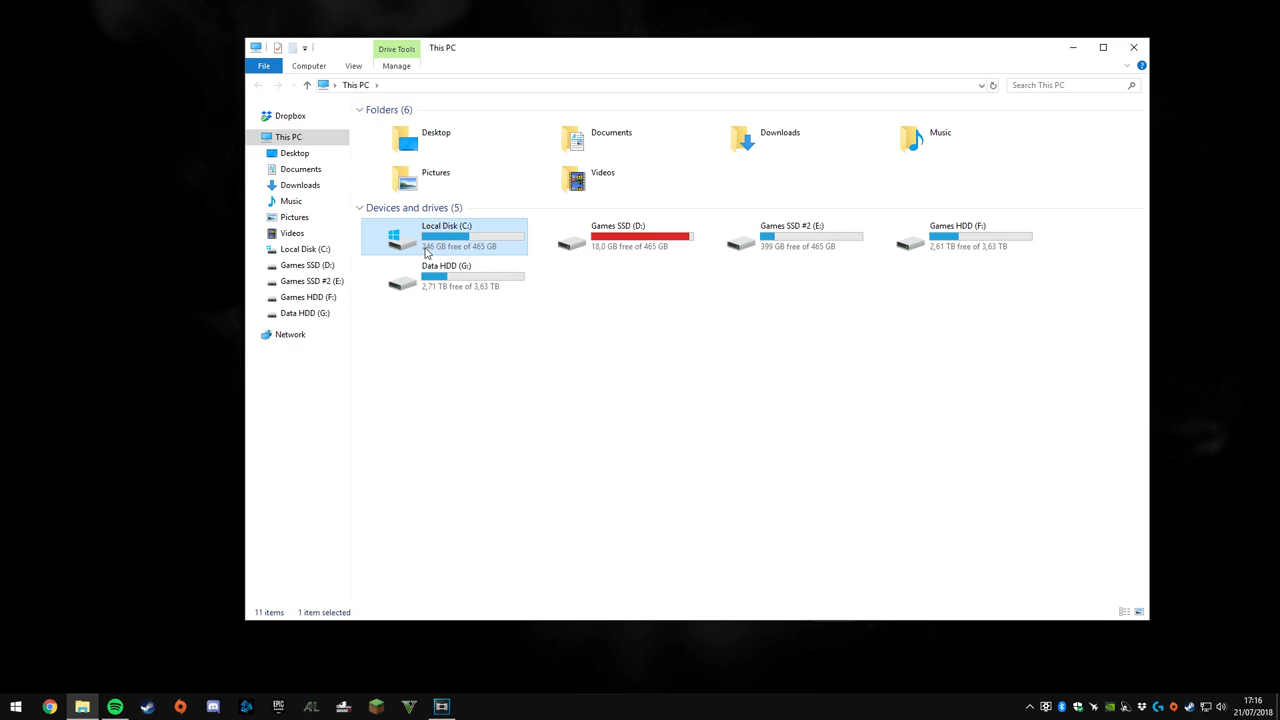 Drive Tools This PC
File Computer View Manage
This PC
Search This PC
Dropbox
This PC
Desktop
Documents
Downloads
Music
Pictures
Videos
Local Disk (C:)
Games SSD (D:)
Games SSD #2 (E:)
Games HDD (F:)
Data HDD (G:)
Network
Folders (6)
Desktop Documents Downloads Music
Pictures Videos
Devices and drives (5)
Local Disk (C:) Games SSD (D:) Games SSD #2 (E:) Games HDD (F:)
246 GB free of 465 GB 18,0 GB free of 465 GB 399 GB free of 465 GB 2,61 TB free of 3,63 TB
Data HDD (G:)
2,71 TB free of 3,63 TB
11 items 1 item selected
EPIC
GAMES
17:16
21/07/2018